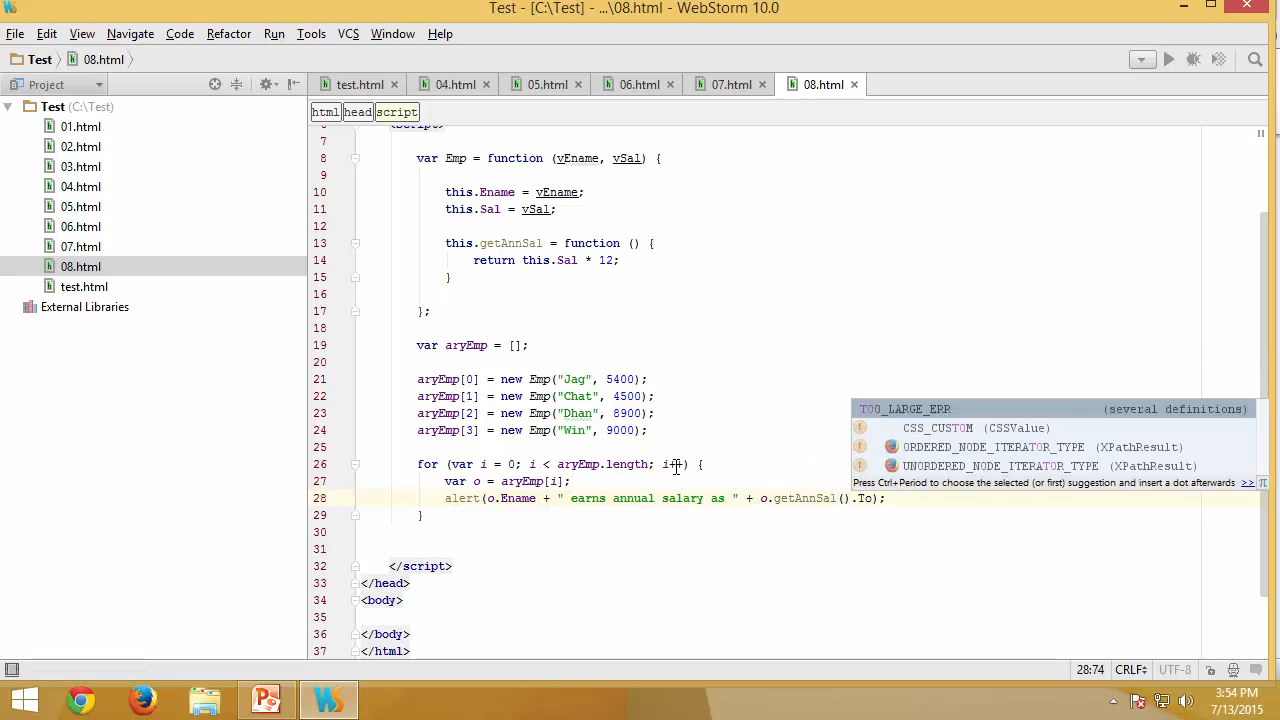 Test - [C:\Test] - ...\08.html - WebStorm 10.0
File Edit View Navigate Code Refactor Run Tools VCS Window Help
Test 08.html
Project test.html 04.html 05.html 06.html 07.html 08.html
html head script
Test (C:\Test)
01.html
02.html
03.html
04.html
05.html
06.html
07.html
08.html
test.html
External Libraries
6 <script>
7
8 var Emp = function (vEname, vSal) {
9
10 this.Ename = vEname;
11 this.Sal = vSal;
12
13 this.getAnnSal = function () {
14 return this.Sal * 12;
15 }
16
17 };
18
19 var aryEmp = [];
20
21 aryEmp[0] = new Emp("Jag", 5400);
22 aryEmp[1] = new Emp("Chat", 4500);
23 aryEmp[2] = new Emp("Dhan", 8900);
24 aryEmp[3] = new Emp("Win", 9000);
25
26 for (var i = 0; i < aryEmp.length; i++) {
27 var o = aryEmp[i];
28 alert(o.Ename + " earns annual salary as " + o.getAnnSal().To);
29 }
30
31
32 </script>
33 </head>
34 <body>
35
36 </body>
37 </html>
TOO_LARGE_ERR (several definitions)
CSS_CUSTOM (CSSValue)
ORDERED_NODE_ITERATOR_TYPE (XPathResult)
UNORDERED_NODE_ITERATOR_TYPE (XPathResult)
Press Ctrl+Period to choose the selected (or first) suggestion and insert a dot afterwards >> π
28:74 CRLF UTF-8
3:54 PM
7/13/2015